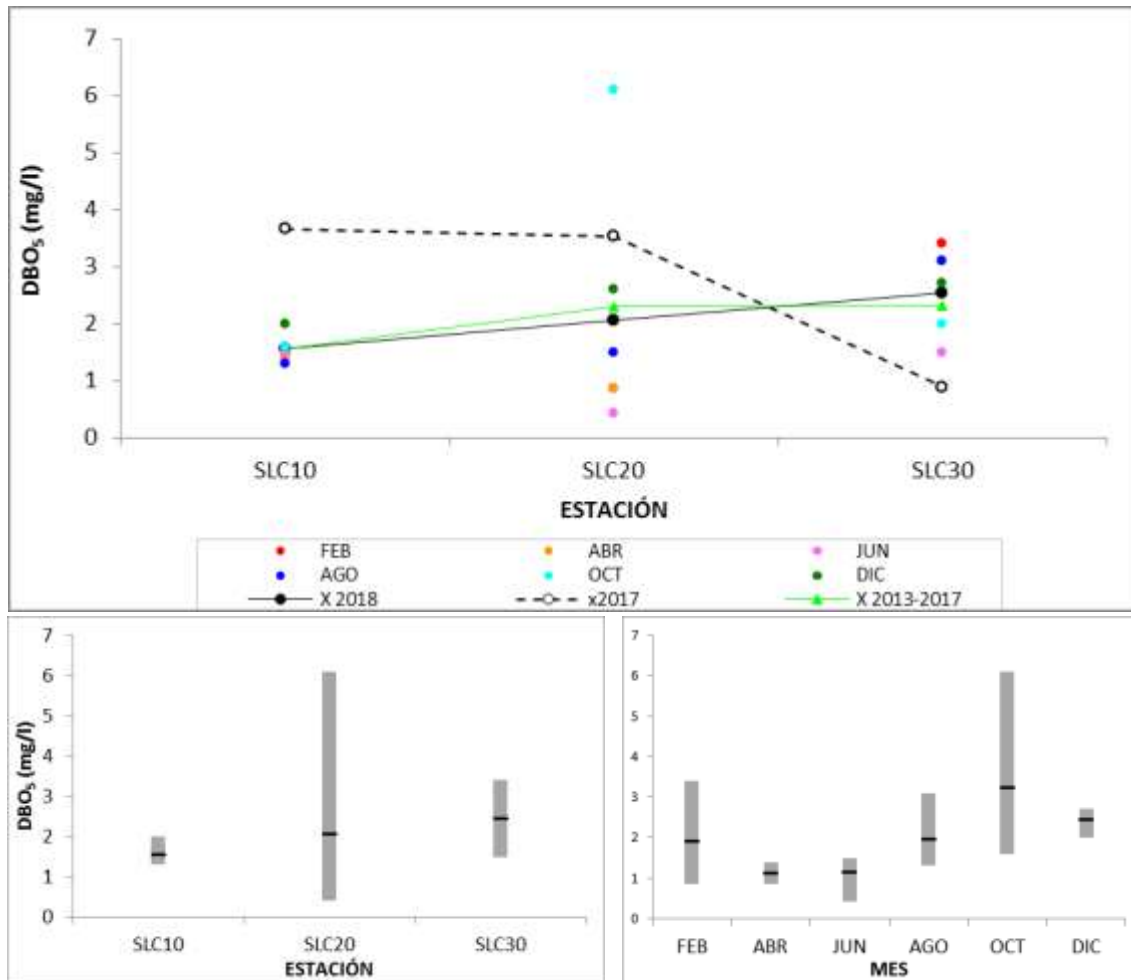 7
6
5
4
3
2
1
0
DBO5 (mg/l)
SLC10 SLC20 SLC30
ESTACIÓN
FEB ABR JUN
AGO OCT DIC
X 2018 x2017 X 2013-2017
7
6
5
4
3
2
1
0
DBO5 (mg/l)
SLC10 SLC20 SLC30
ESTACIÓN
7
6
5
4
3
2
1
0
FEB ABR JUN AGO OCT DIC
MES